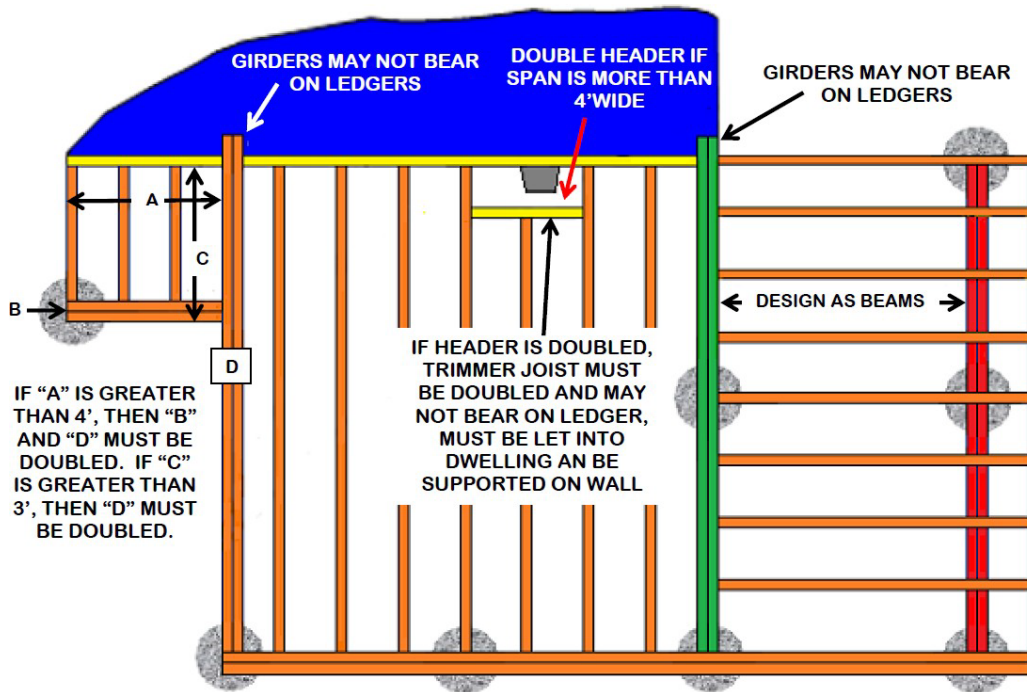 GIRDERS MAY NOT BEAR
ON LEDGERS
DOUBLE HEADER IF
SPAN IS MORE THAN
4'WIDE
GIRDERS MAY NOT BEAR
ON LEDGERS
A
C
B
D
DESIGN AS BEAMS
IF HEADER IS DOUBLED,
TRIMMER JOIST MUST
BE DOUBLED AND MAY
NOT BEAR ON LEDGER,
MUST BE LET INTO
DWELLING AN BE
SUPPORTED ON WALL
IF “A” IS GREATER
THAN 4’, THEN “B”
AND “D” MUST BE
DOUBLED. IF “C”
IS GREATER THAN
3’, THEN “D” MUST
BE DOUBLED.